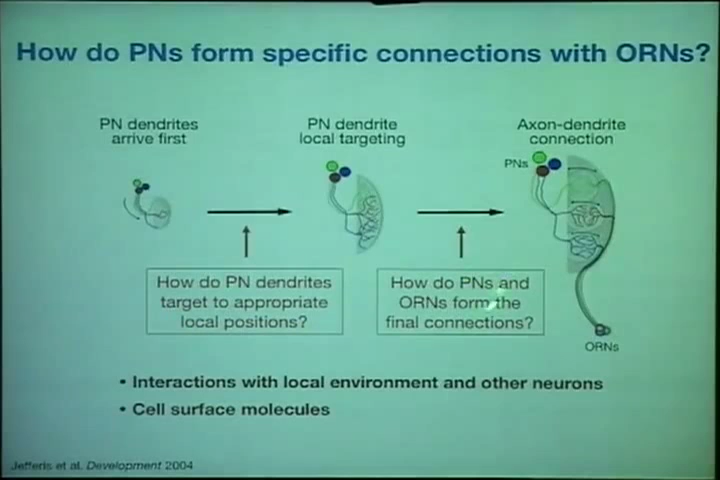 How do PNs form specific connections with ORNs?
PN dendrites
arrive first
PN dendrite
local targeting
Axon-dendrite
connection
PNs
How do PN dendrites
target to appropriate
local positions?
How do PNs and
ORNs form the
final connections?
ORNs
• Interactions with local environment and other neurons
• Cell surface molecules
Jefferis et al. Development 2004